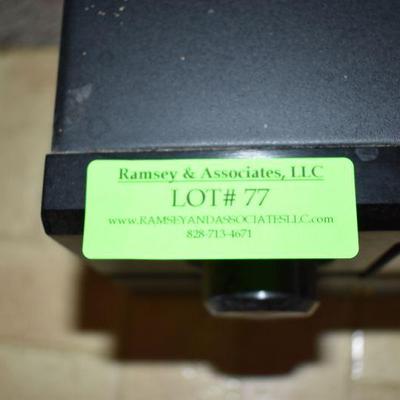 Ramsey & Associates, LLC
LOT# 77
www.RAMSEYANDASSOCIATESLLC.com
828-713-4671